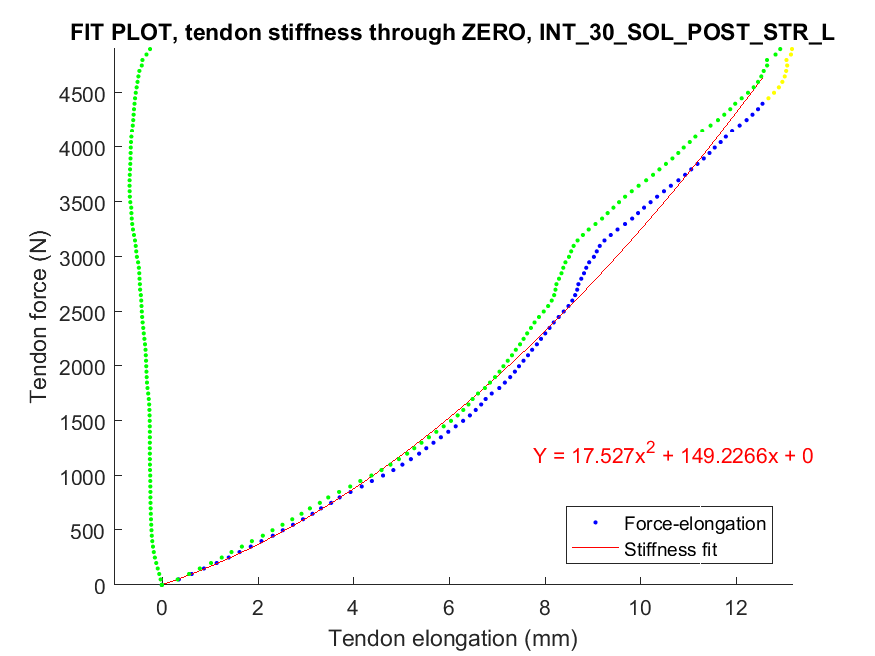 FIT PLOT, tendon stiffness through ZERO, INT_30_SOL_POST_STR_L
4500
4000
3500
3000
2500
2000
1500
1000
500
0
Tendon force (N)
Y = 17.527x² + 149.2266x + 0
Force-elongation
Stiffness fit
0 2 4 6 8 10 12
Tendon elongation (mm)